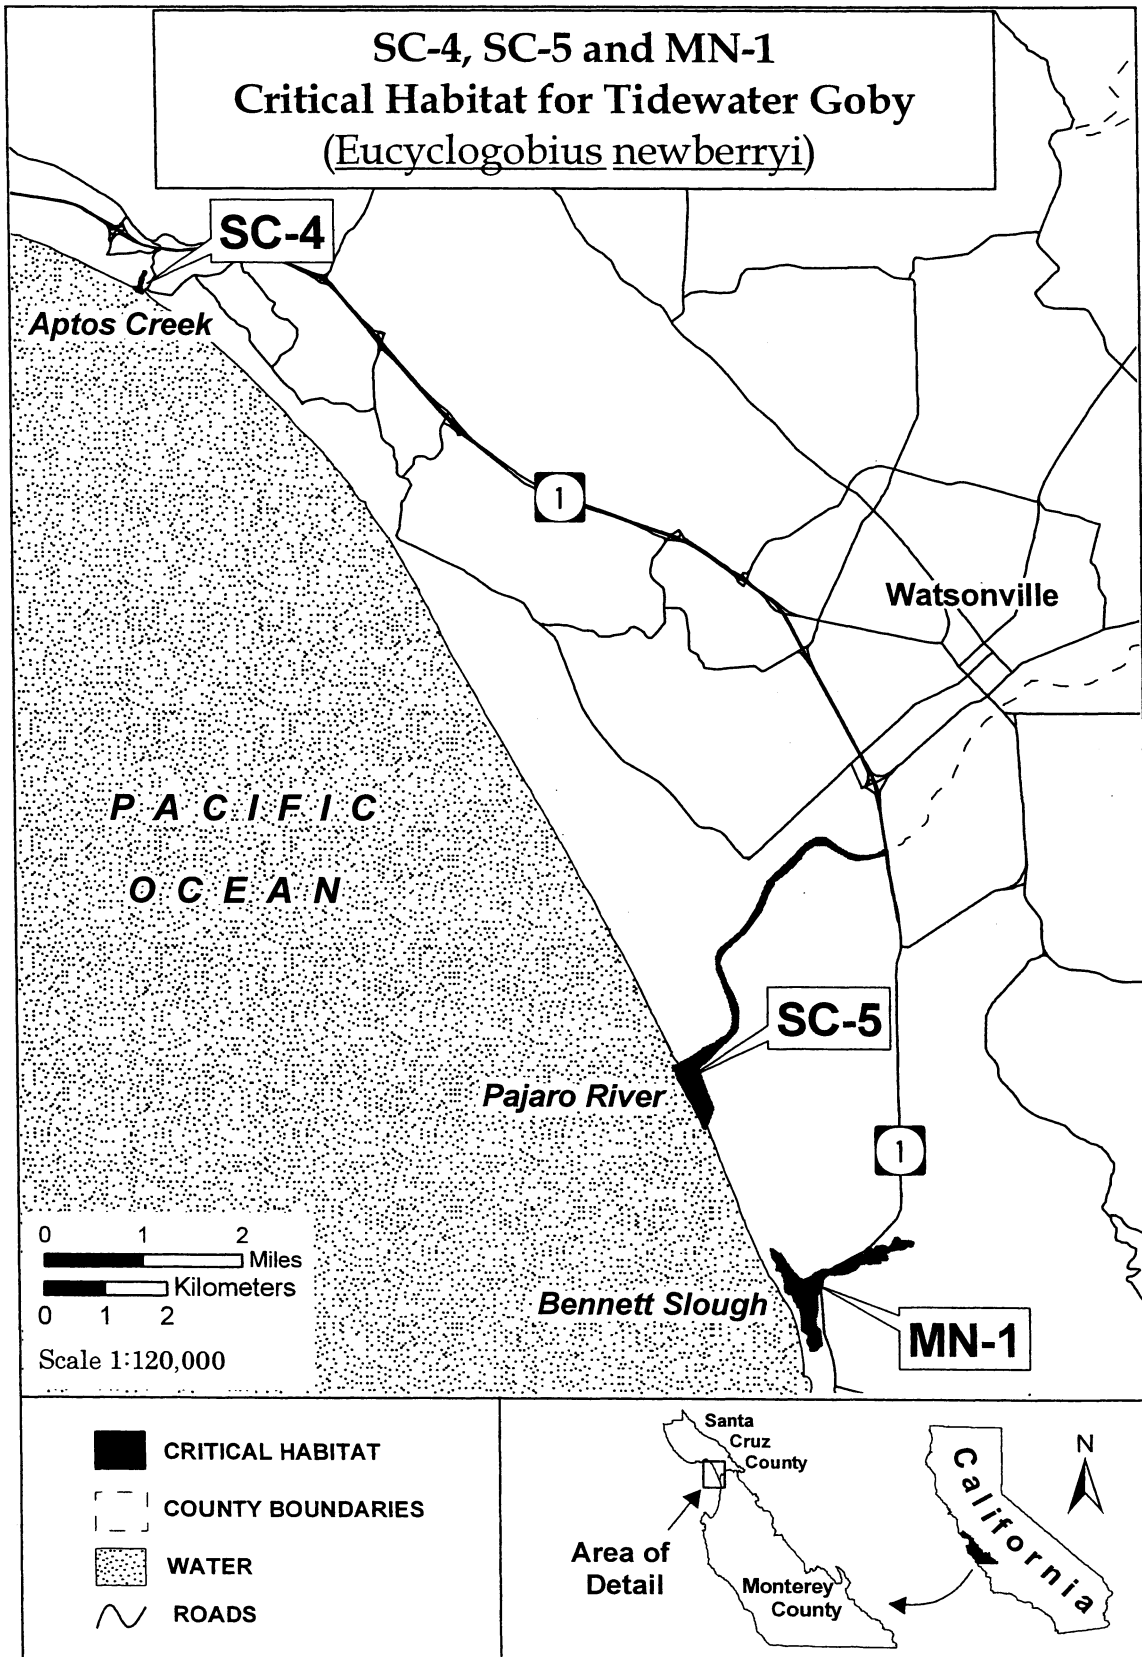 SC-4, SC-5 and MN-1
Critical Habitat for Tidewater Goby
(Eucyclogobius newberryi)
SC-4
Aptos Creek
1
Watsonville
PACIFIC
OCEAN
SC-5
Pajaro River
1
0 1 2
Miles
Kilometers
0 1 2
Scale 1:120,000
Bennett Slough
MN-1
CRITICAL HABITAT
COUNTY BOUNDARIES
WATER
ROADS
Santa
Cruz
County
Area of
Detail
Monterey
County
California
N